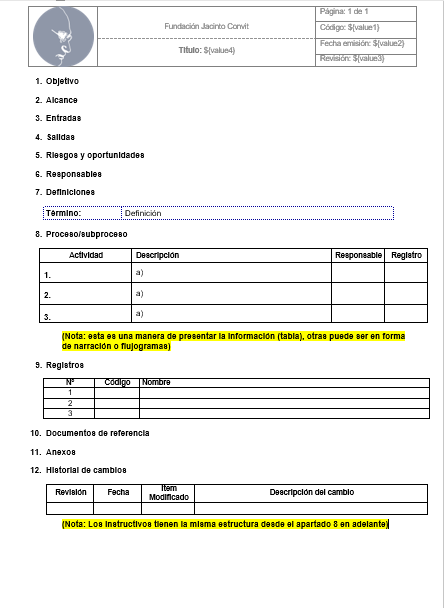 Fundación Jacinto Convit
Título: ${value4}
Página: 1 de 1
Código: ${value1}
Fecha emisión: ${value2}
Revisión: ${value3}
1. Objetivo
2. Alcance
3. Entradas
4. Salidas
5. Riesgos y oportunidades
6. Responsables
7. Definiciones
Término: Definición
8. Proceso/subproceso
Actividad Descripción Responsable Registro
1. a)
2. a)
3. a)
(Nota: esta es una manera de presentar la información (tabla), otras puede ser en forma
de narración o flujogramas)
9. Registros
Nº Código Nombre
1
2
3
10. Documentos de referencia
11. Anexos
12. Historial de cambios
Revisión Fecha Item Modificado Descripción del cambio
(Nota: Los instructivos tienen la misma estructura desde el apartado 8 en adelante)